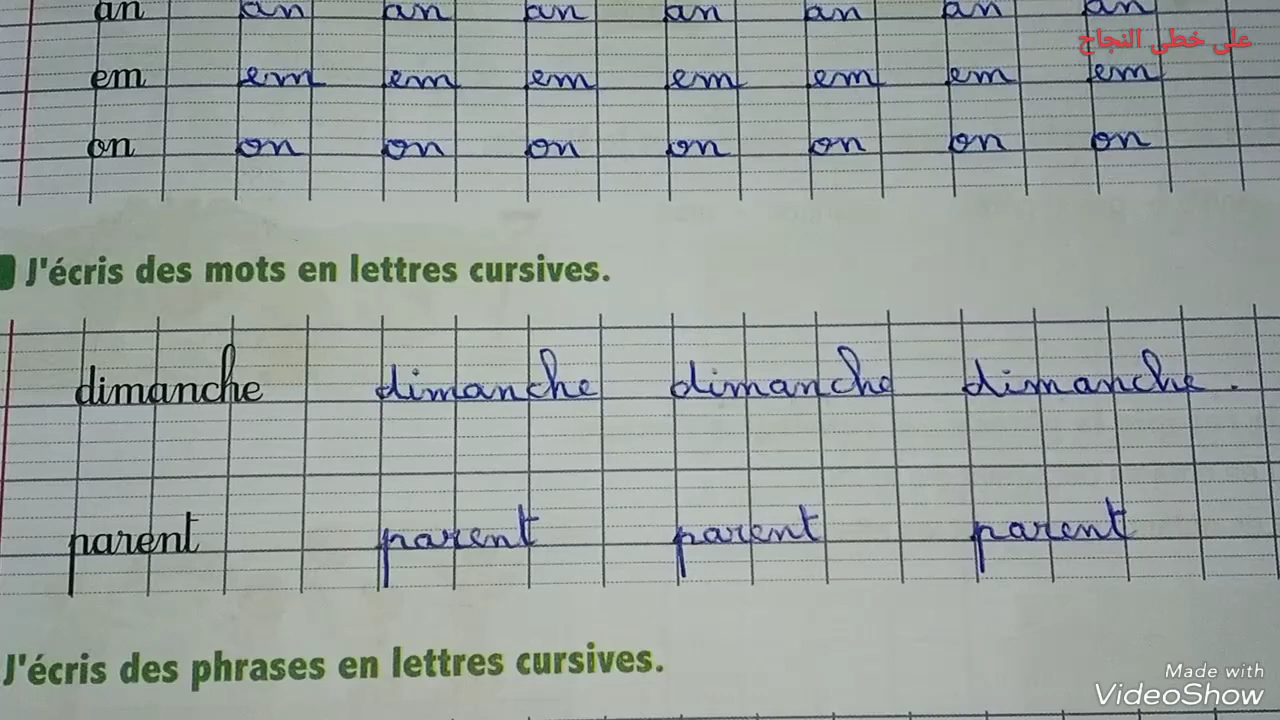 an an an an an an an an
على خطى النجاح
em em em em em em em em
on on on on on on on on
J'écris des mots en lettres cursives.
dimanche dimanche dimanche dimanche.
parent parent parent parent
J'écris des phrases en lettres cursives.
Made with
VideoShow